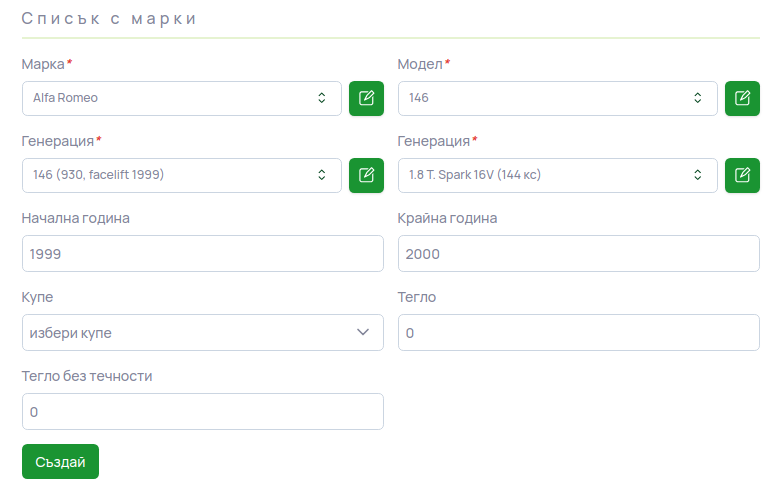 Списък с марки
Марка* Модел*
Alfa Romeo 146
Генерация* Генерация*
146 (930, facelift 1999) 1.8 T. Spark 16V (144 кс)
Начална година Крайна година
1999 2000
Купе Тегло
избери купе 0
Тегло без течности
0
Създай